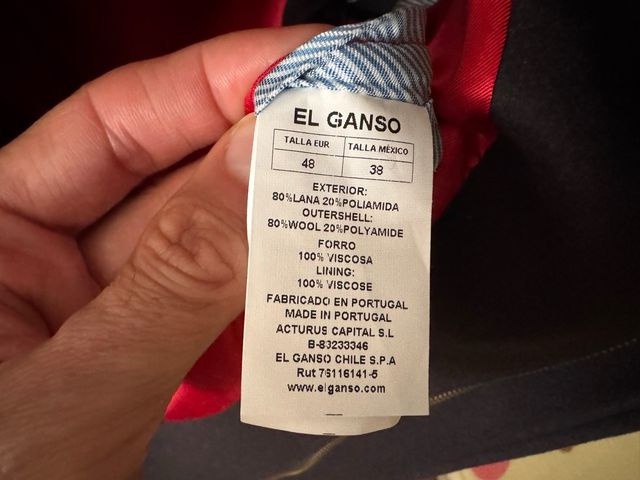 EL GANSO
TALLA EUR TALLA MÉXICO
48 38
EXTERIOR:
80%LANA 20%POLIAMIDA
OUTERSHELL:
80%WOOL 20%POLYAMIDE
FORRO
100% VISCOSA
LINING:
100% VISCOSE
FABRICADO EN PORTUGAL
MADE IN PORTUGAL
ACTURUS CAPITAL S.L
B-83233346
EL GANSO CHILE S.P.A
Rut 76116141-5
www.elganso.com